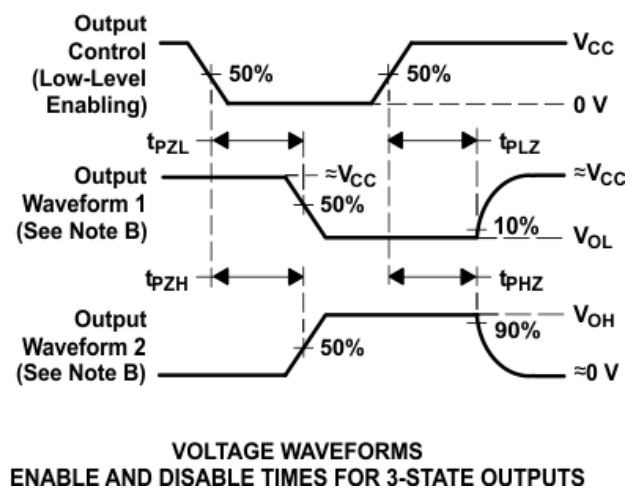 Output
Control
(Low-Level
Enabling)
50%
50%
VCC
0 V
tPZL
tPLZ
Output
Waveform 1
(See Note B)
≈VCC
50%
≈VCC
10%
VOL
tPZH
tPHZ
Output
Waveform 2
(See Note B)
50%
VOH
90%
≈0 V
VOLTAGE WAVEFORMS
ENABLE AND DISABLE TIMES FOR 3-STATE OUTPUTS